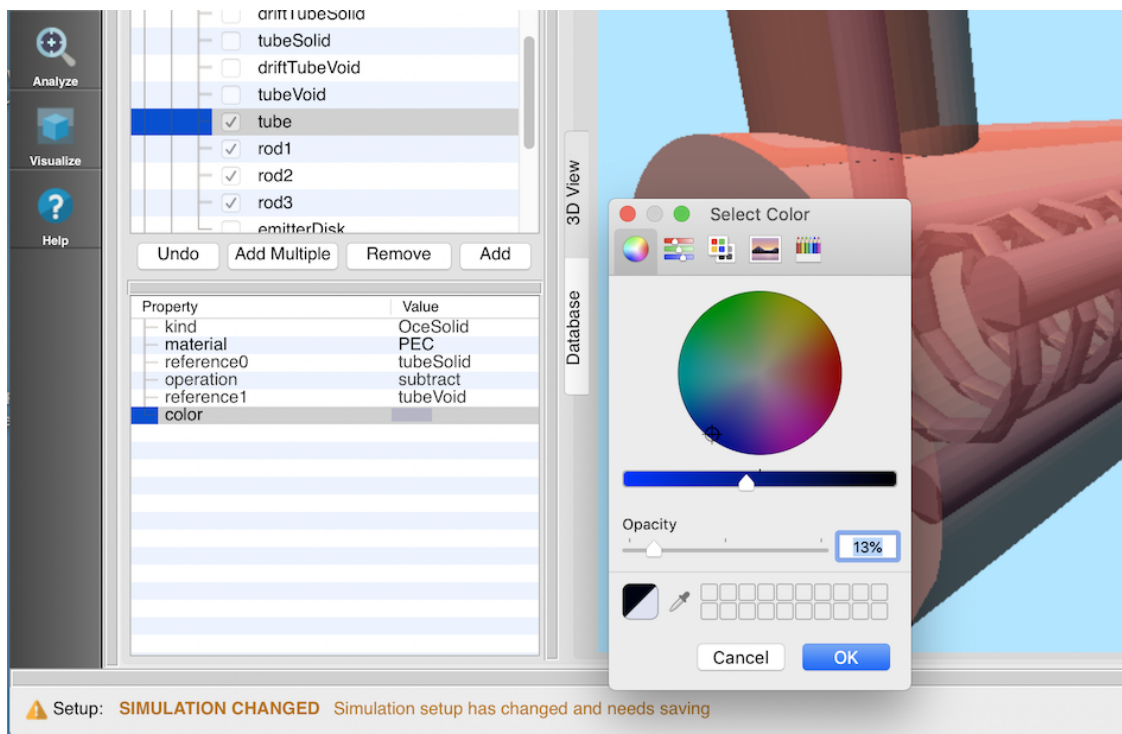 Analyze
Visualize
Help
driftTubeSolid
tubeSolid
driftTubeVoid
tubeVoid
tube
rod1
rod2
rod3
emitterDisk
Undo
Add Multiple
Remove
Add
Property Value
kind OceSolid
material PEC
reference0 tubeSolid
operation subtract
reference1 tubeVoid
color
3D View
Database
Select Color
Opacity
13%
Cancel
OK
Setup: SIMULATION CHANGED Simulation setup has changed and needs saving